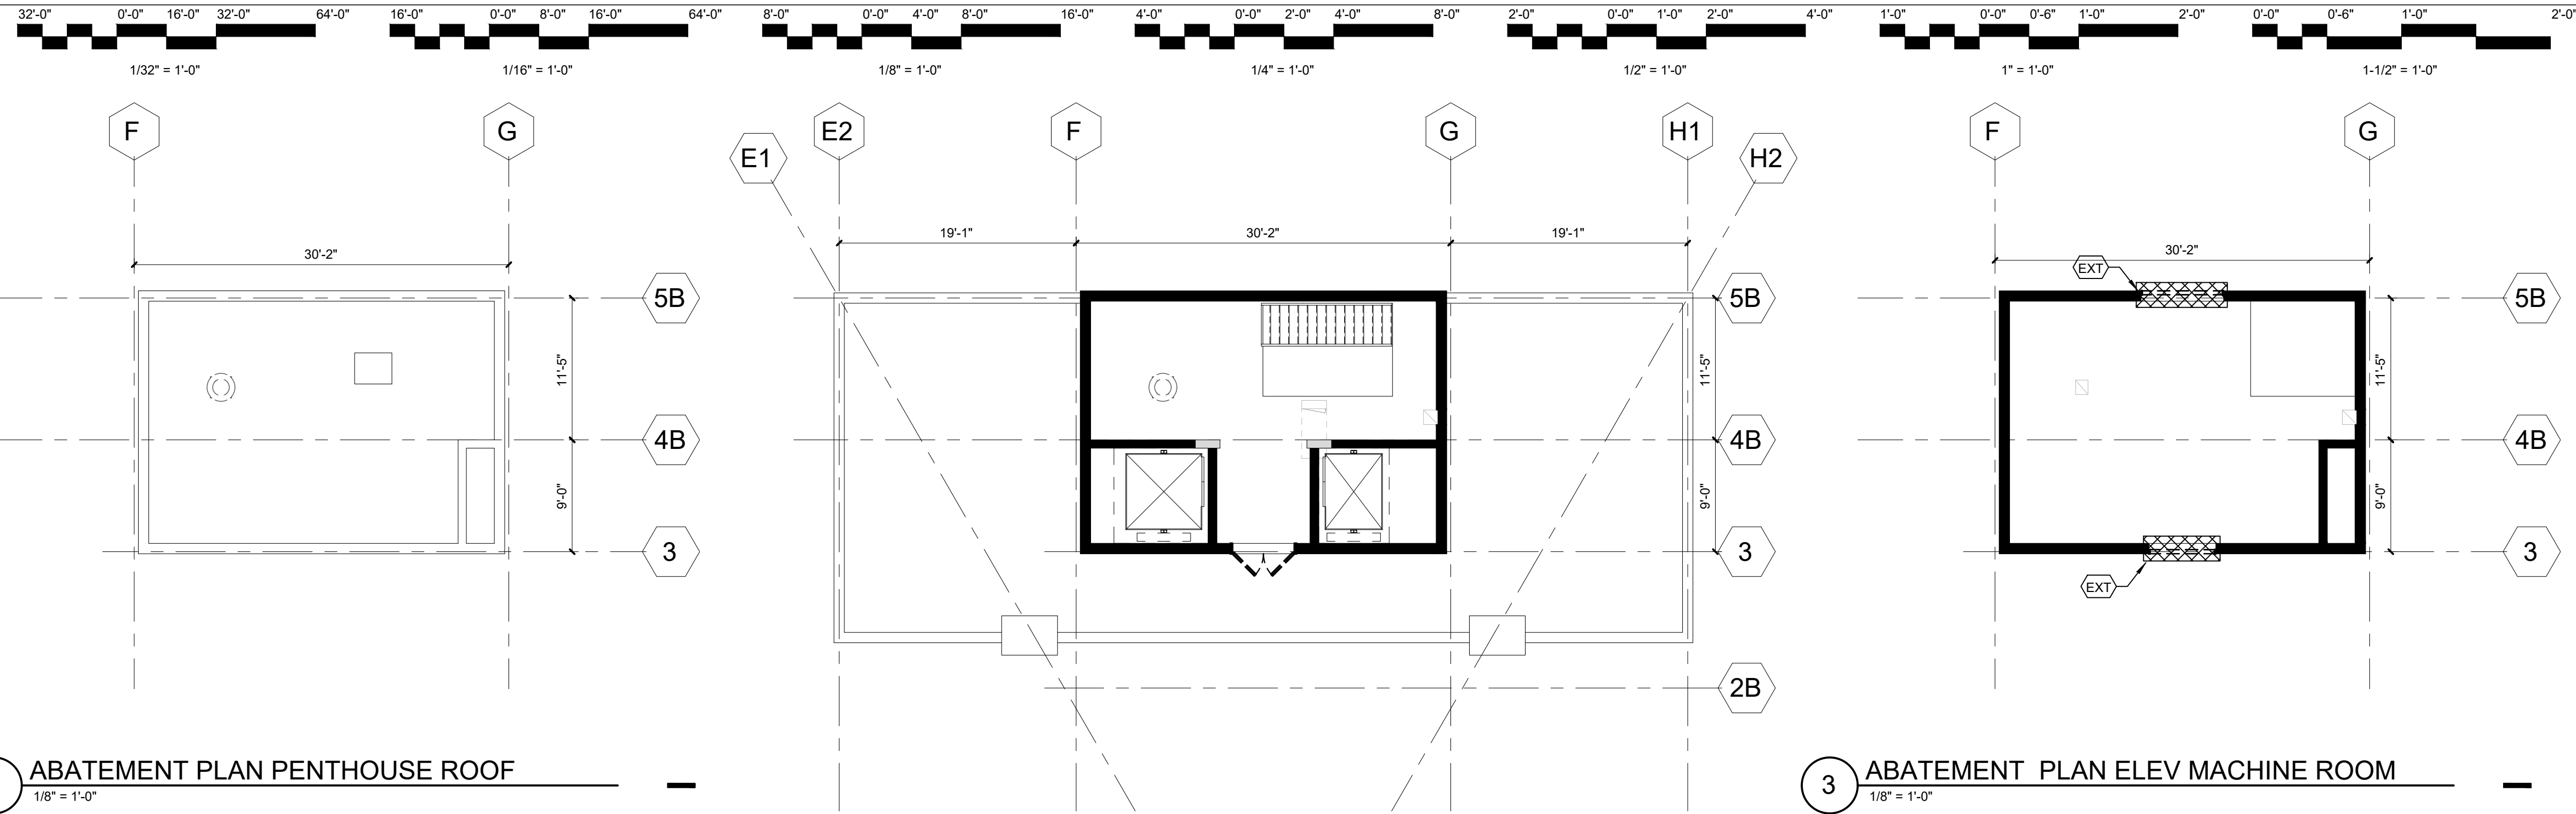 32'-0" 0'-0" 16'-0" 32'-0" 64'-0"
1/32" = 1'-0"
16'-0" 0'-0" 8'-0" 16'-0" 64'-0"
1/16" = 1'-0"
8'-0" 0'-0" 4'-0" 8'-0" 16'-0"
1/8" = 1'-0"
4'-0" 0'-0" 2'-0" 4'-0" 8'-0"
1/4" = 1'-0"
2'-0" 0'-0" 1'-0" 2'-0" 4'-0"
1/2" = 1'-0"
1'-0" 0'-0" 0'-6" 1'-0" 2'-0"
1" = 1'-0"
0'-0" 0'-6" 1'-0" 2'-0"
1-1/2" = 1'-0"
F G
30'-2"
5B
11'-5"
4B
9'-0"
3
ABATEMENT PLAN PENTHOUSE ROOF
1/8" = 1'-0"
E1 E2 F G H1 H2
19'-1" 30'-2" 19'-1"
5B
11'-5"
4B
9'-0"
3
2B
F G
30'-2"
EXT
5B
11'-5"
4B
9'-0"
3
EXT
3 ABATEMENT PLAN ELEV MACHINE ROOM
1/8" = 1'-0"